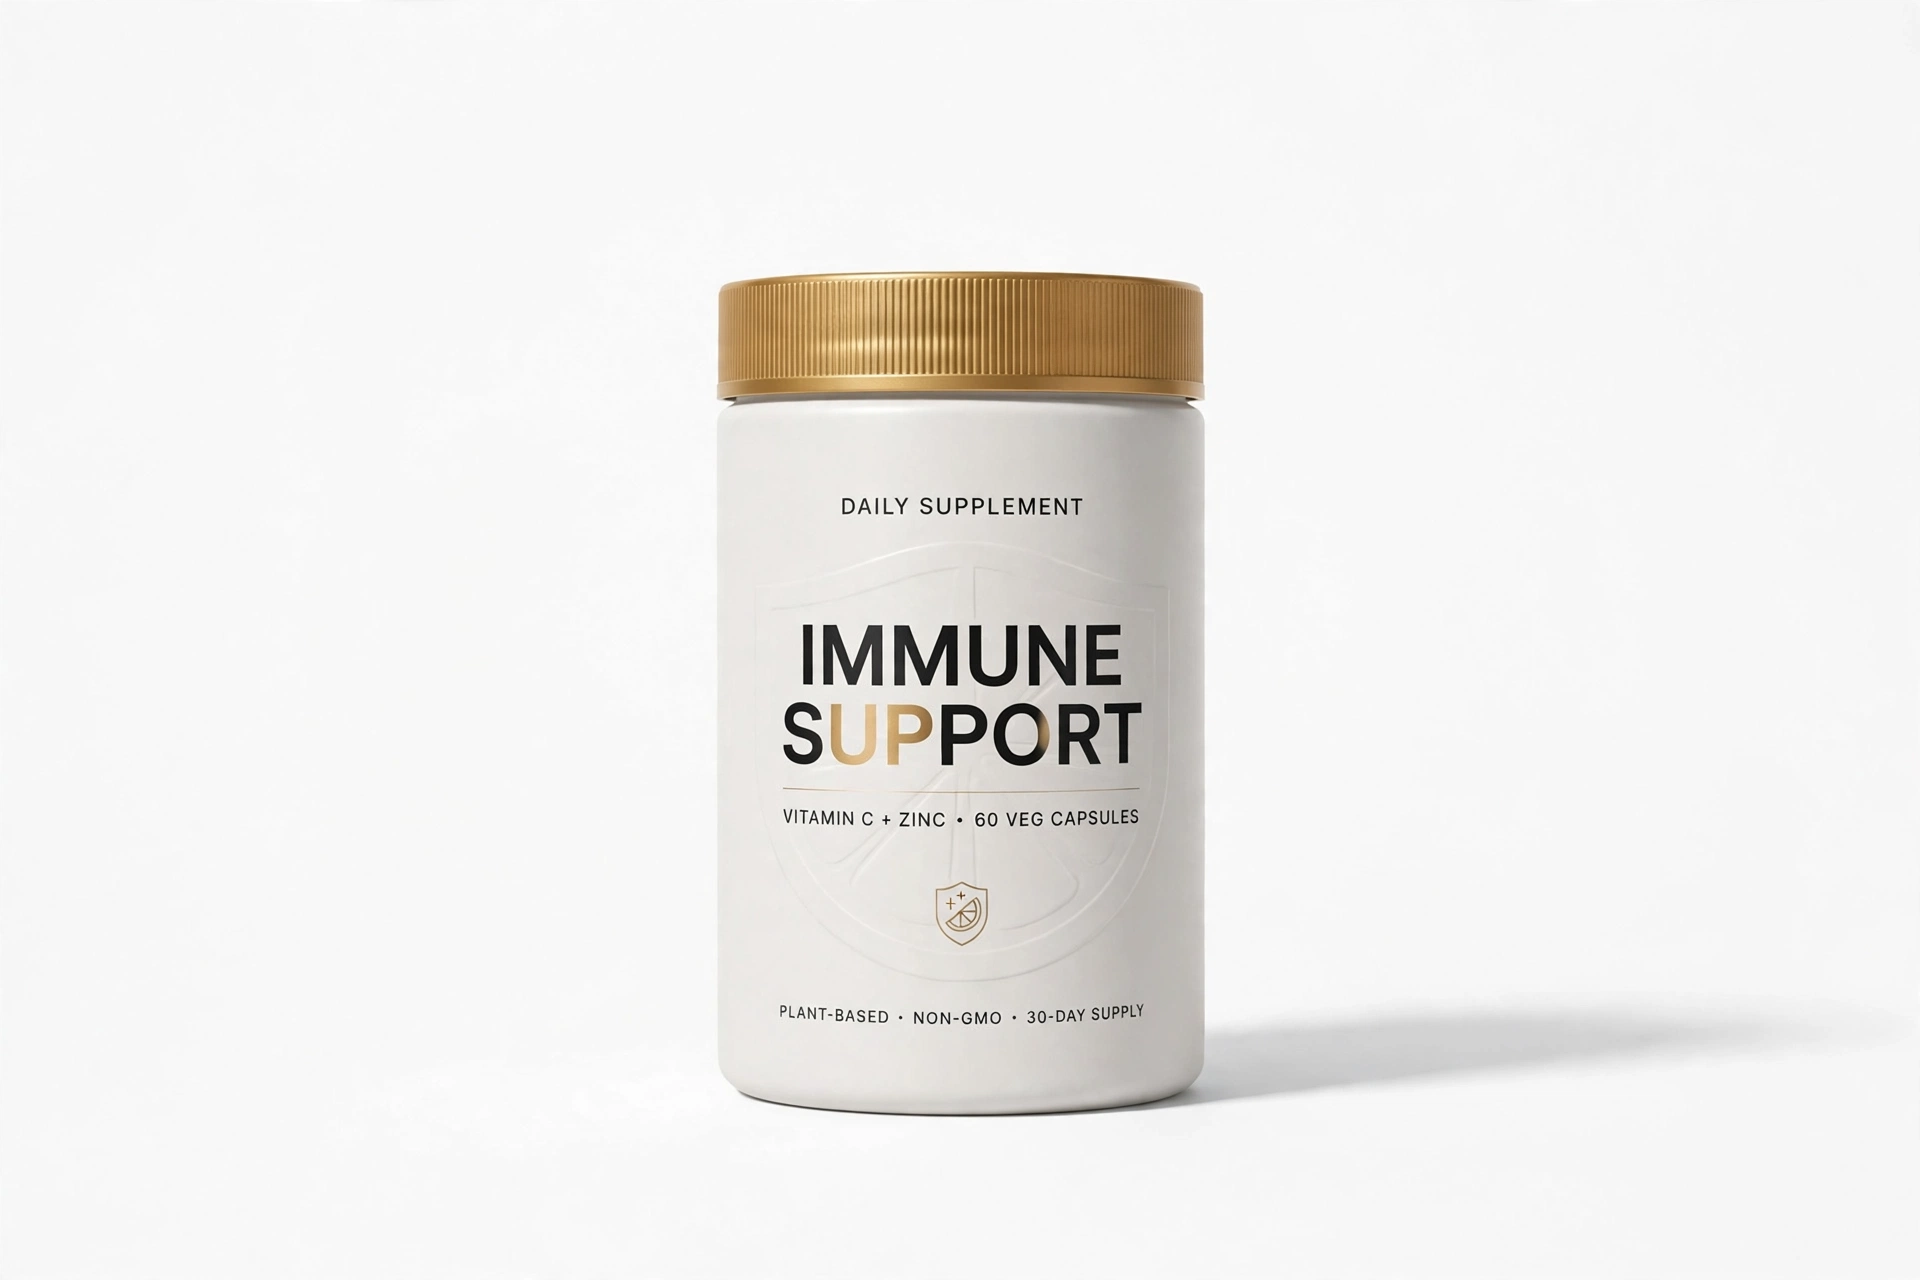 DAILY SUPPLEMENT
IMMUNE
SUPPORT
VITAMIN C + ZINC • 60 VEG CAPSULES
PLANT-BASED • NON-GMO • 30-DAY SUPPLY